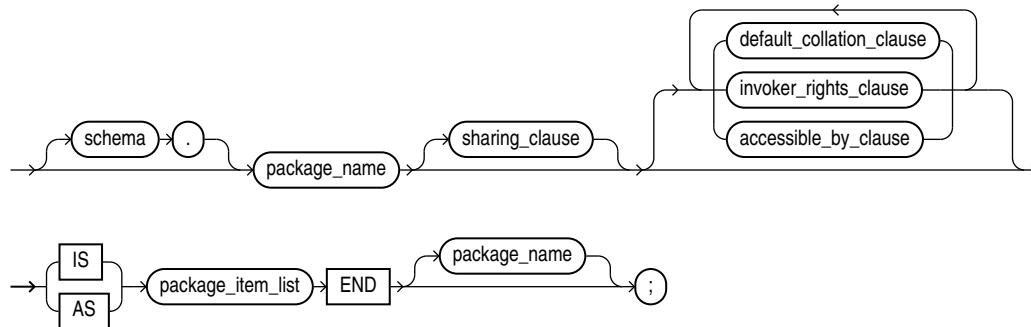 default_collation_clause
invoker_rights_clause
schema . sharing_clause accessible_by_clause
package_name
IS package_name
package_item_list END ;
AS